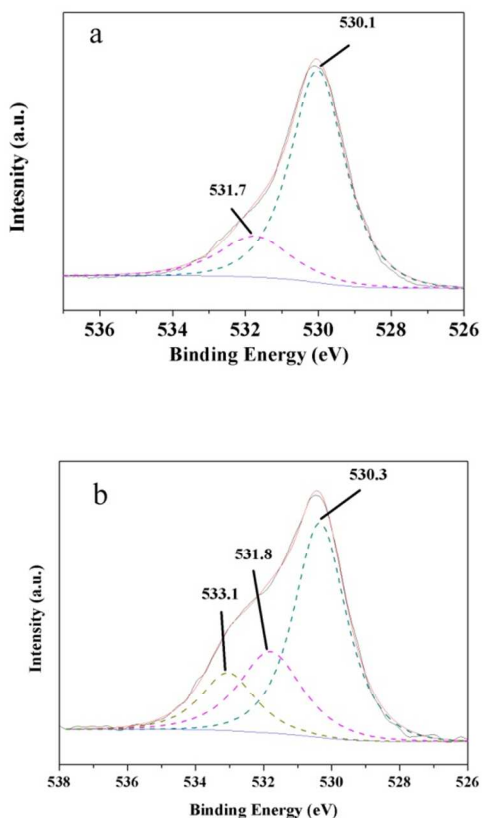 a
530.1
531.7
Intesnity (a.u.)
536 534 532 530 528 526
Binding Energy (eV)
b
530.3
531.8
533.1
Intensity (a.u.)
538 536 534 532 530 528 526
Binding Energy (eV)